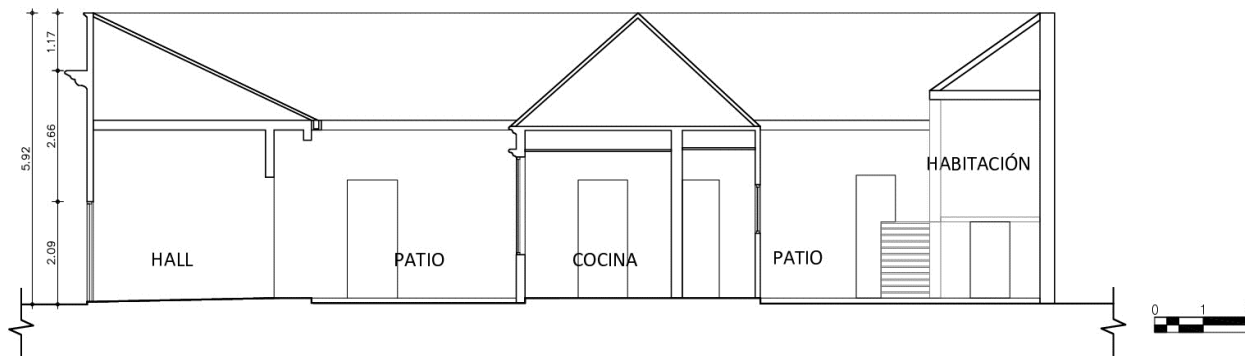 1.17
2.66
5.92
2.09
HABITACIÓN
HALL
PATIO
COCINA
PATIO
0 1